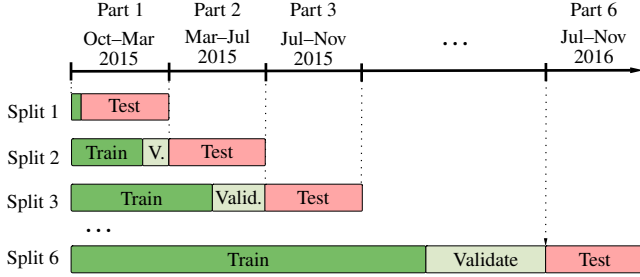 Part 1 Part 2 Part 3 Part 6
Oct–Mar Mar–Jul Jul–Nov ... Jul–Nov
2015 2015 2015 2016
Split 1 Test
Split 2 Train V. Test
Split 3 Train Valid. Test
...
Split 6 Train Validate Test